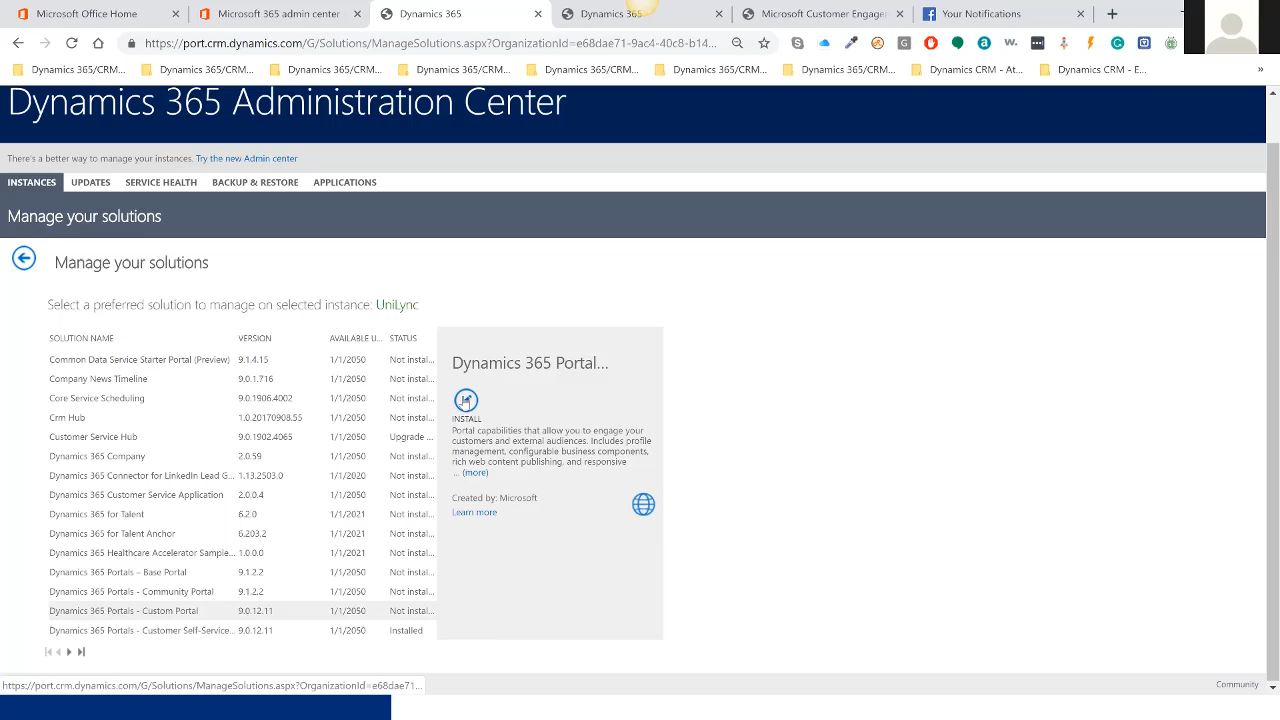 Microsoft Office Home
Microsoft 365 admin center
Dynamics 365
Dynamics 365
Microsoft Customer Engage
Your Notifications
https://port.crm.dynamics.com/G/Solutions/ManageSolutions.aspx?OrganizationId=e68dae71-9ac4-40c8-b14...
Dynamics 365/CRM...
Dynamics 365/CRM...
Dynamics 365/CRM...
Dynamics 365/CRM...
Dynamics 365/CRM...
Dynamics 365/CRM...
Dynamics 365/CRM...
Dynamics CRM - At...
Dynamics CRM - E...
Dynamics 365 Administration Center
There's a better way to manage your instances. Try the new Admin center
INSTANCES UPDATES SERVICE HEALTH BACKUP & RESTORE APPLICATIONS
Manage your solutions
Manage your solutions
Select a preferred solution to manage on selected instance: UniLync
SOLUTION NAME VERSION AVAILABLE U... STATUS
Common Data Service Starter Portal (Preview) 9.1.4.15 1/1/2050 Not instal...
Company News Timeline 9.0.1.716 1/1/2050 Not instal...
Core Service Scheduling 9.0.1906.4002 1/1/2050 Not instal...
Crm Hub 1.0.20170908.55 1/1/2050 Not instal...
Customer Service Hub 9.0.1902.4065 1/1/2050 Upgrade ...
Dynamics 365 Company 2.0.59 1/1/2050 Not instal...
Dynamics 365 Connector for LinkedIn Lead G... 1.13.2503.0 1/1/2020 Not instal...
Dynamics 365 Customer Service Application 2.0.0.4 1/1/2050 Not instal...
Dynamics 365 for Talent 6.2.0 1/1/2021 Not instal...
Dynamics 365 for Talent Anchor 6.203.2 1/1/2021 Not instal...
Dynamics 365 Healthcare Accelerator Sample... 1.0.0.0 1/1/2021 Not instal...
Dynamics 365 Portals – Base Portal 9.1.2.2 1/1/2050 Not instal...
Dynamics 365 Portals - Community Portal 9.1.2.2 1/1/2050 Not instal...
Dynamics 365 Portals - Custom Portal 9.0.12.11 1/1/2050 Not instal...
Dynamics 365 Portals - Customer Self-Service... 9.0.12.11 1/1/2050 Installed
Dynamics 365 Portal...
INSTALL
Portal capabilities that allow you to engage your
customers and external audiences. Includes profile
management, configurable business components,
rich web content publishing, and responsive
... (more)
Created by: Microsoft
Learn more
https://port.crm.dynamics.com/G/Solutions/ManageSolutions.aspx?OrganizationId=e68dae71...
Community